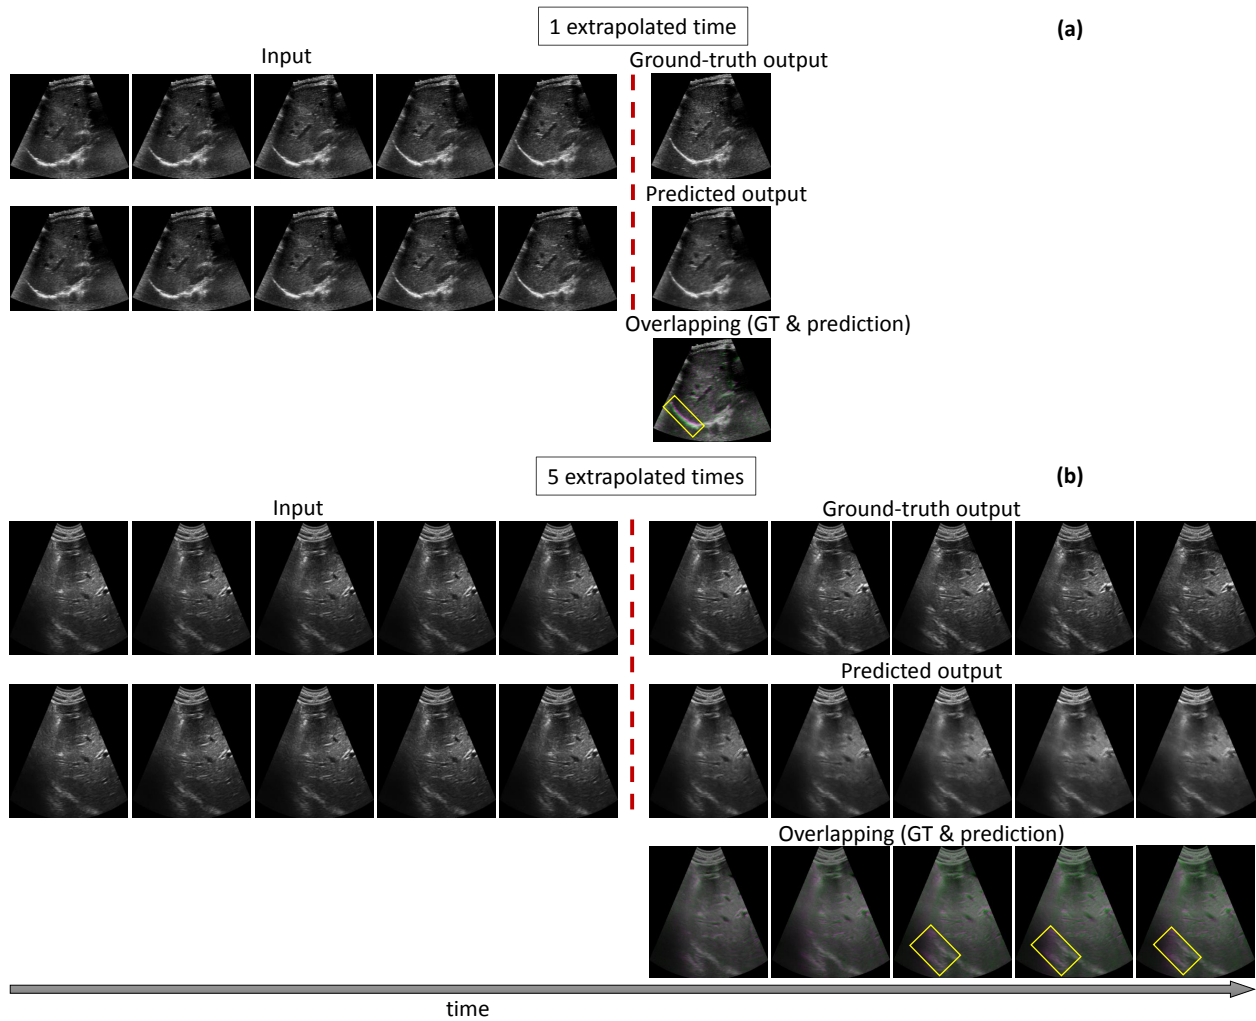 1 extrapolated time
(a)
Input
Ground-truth output
Predicted output
Overlapping (GT & prediction)
5 extrapolated times
(b)
Input
Ground-truth output
Predicted output
Overlapping (GT & prediction)
time